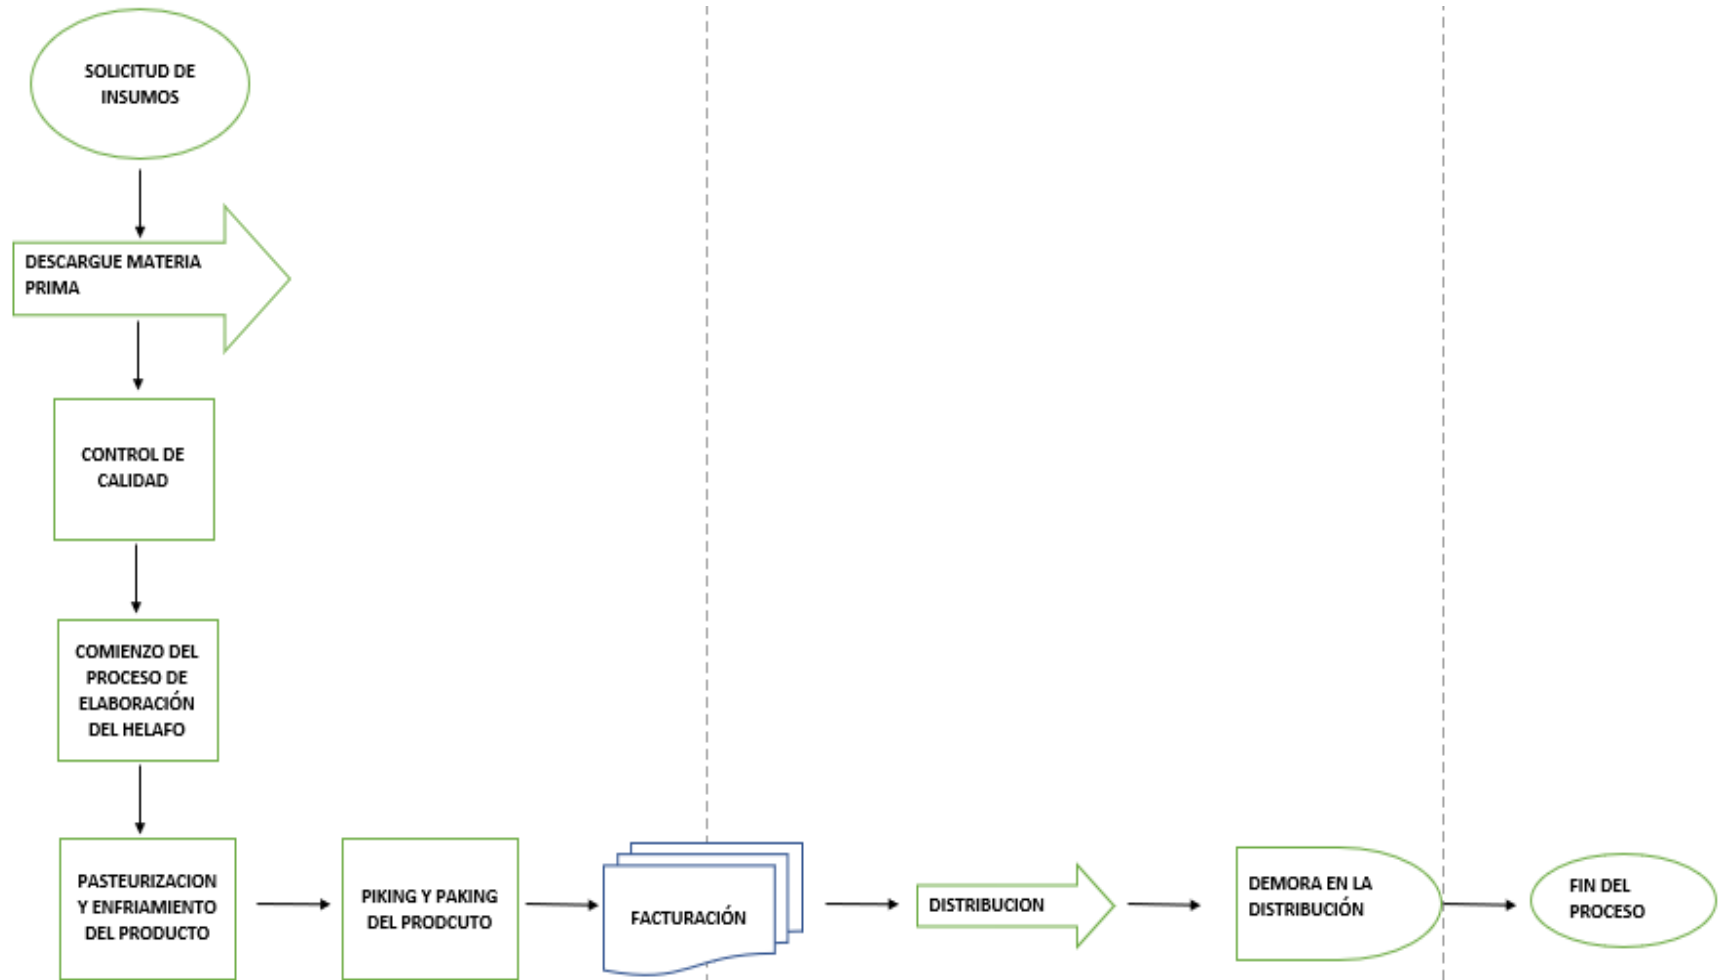 SOLICITUD DE
INSUMOS
DESCARGUE MATERIA
PRIMA
CONTROL DE
CALIDAD
COMIENZO DEL
PROCESO DE
ELABORACIÓN
DEL HELAFO
PASTEURIZACION
Y ENFRIAMIENTO
DEL PRODUCTO
PIKING Y PAKING
DEL PRODCUTO
FACTURACIÓN
DISTRIBUCION
DEMORA EN LA
DISTRIBUCIÓN
FIN DEL
PROCESO